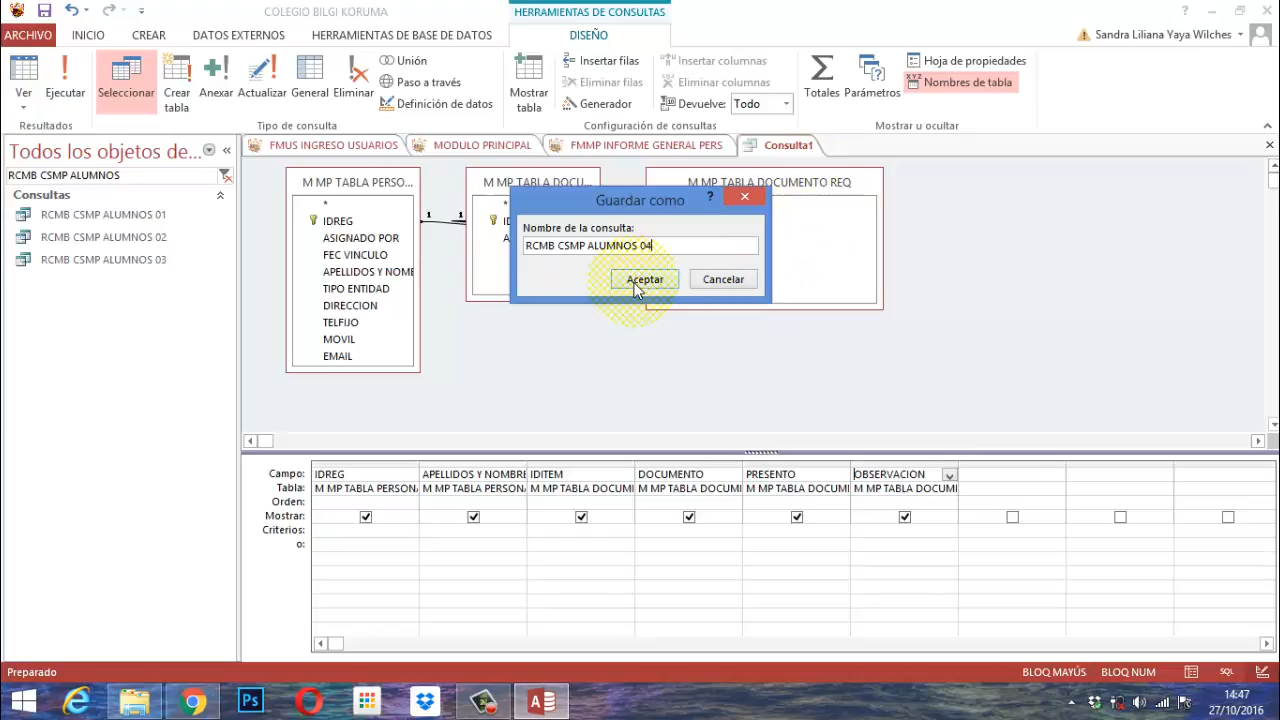 COLEGIO BILGI KORUMA
HERRAMIENTAS DE CONSULTAS
ARCHIVO INICIO CREAR DATOS EXTERNOS HERRAMIENTAS DE BASE DE DATOS DISEÑO
Sandra Liliana Yaya Wilches
Ver Ejecutar Seleccionar Crear tabla Anexar Actualizar General Eliminar
Unión
Paso a través
Definición de datos
Mostrar tabla
Insertar filas
Eliminar filas
Generador
Insertar columnas
Eliminar columnas
Devuelve: Todo
Totales Parámetros
Hoja de propiedades
Nombres de tabla
Resultados Tipo de consulta Configuración de consultas Mostrar u ocultar
Todos los objetos de...
RCMB CSMP ALUMNOS
Consultas
RCMB CSMP ALUMNOS 01
RCMB CSMP ALUMNOS 02
RCMB CSMP ALUMNOS 03
FMUS INGRESO USUARIOS MODULO PRINCIPAL FMMP INFORME GENERAL PERS Consulta1
M MP TABLA PERSO...
*
IDREG
ASIGNADO POR
FEC VINCULO
APELLIDOS Y NOME
TIPO ENTIDAD
DIRECCION
TELFIJO
MOVIL
EMAIL
M MP TABLA DOCU...
*
M MP TABLA DOCUMENTO REQ
1 1
Guardar como
Nombre de la consulta:
RCMB CSMP ALUMNOS 04
Aceptar Cancelar
Campo: IDREG APELLIDOS Y NOMBRE IDITEM DOCUMENTO PRESENTO OBSERVACION
Tabla: M MP TABLA PERSONA M MP TABLA PERSONA M MP TABLA DOCUMI M MP TABLA DOCUMI M MP TABLA DOCUMI M MP TABLA DOCUMI
Orden:
Mostrar:
Criterios:
o:
Preparado
BLOQ MAYÚS BLOQ NUM SQL
14:47
27/10/2016